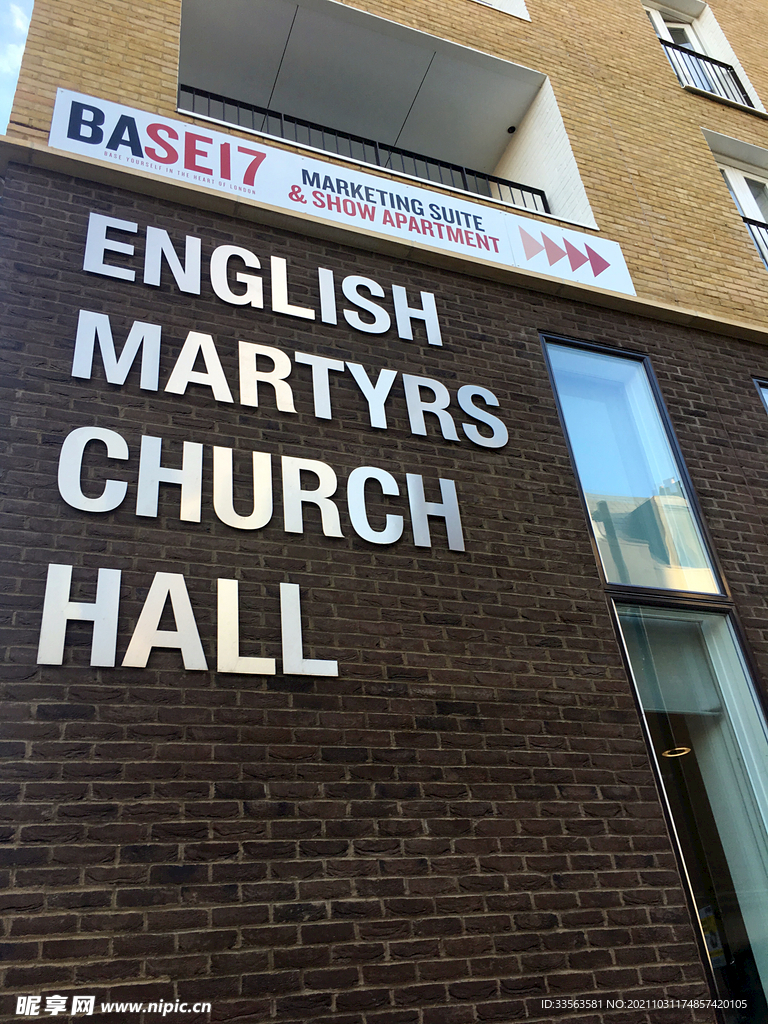 BASE17
BASE YOURSELF IN THE HEART OF LONDON
MARKETING SUITE
& SHOW APARTMENT
ENGLISH
MARTYRS
CHURCH
HALL
昵享网 www.nipic.cn
ID:33563581 NO:20211031174857420105